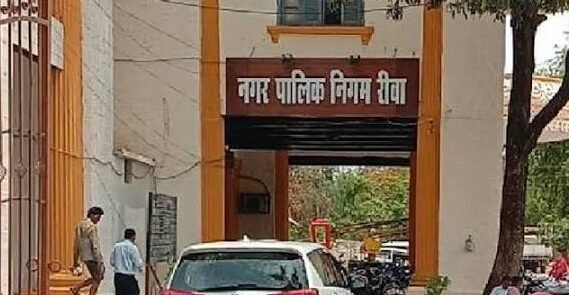 नगर पालिक निगम रीवा